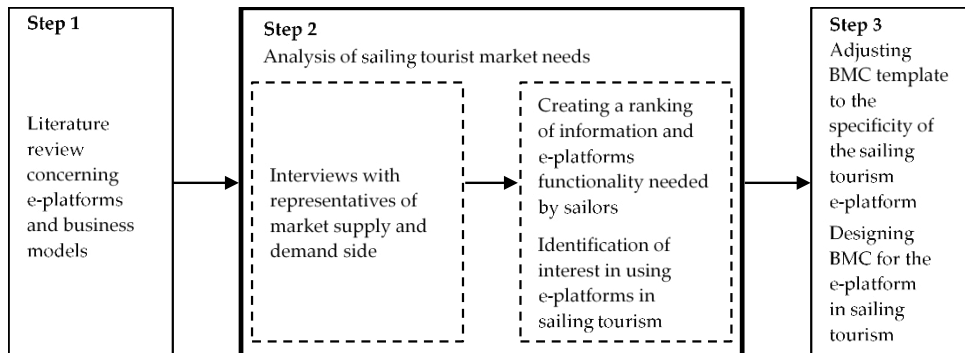 Step 1
Literature
review
concerning
e-platforms
and business
models
Step 2
Analysis of sailing tourist market needs
Interviews with
representatives of
market supply and
demand side
Creating a ranking
of information and
e-platforms
functionality needed
by sailors
Identification of
interest in using
e-platforms in
sailing tourism
Step 3
Adjusting
BMC template
to the
specificity of
the sailing
tourism
e-platform
Designing
BMC for the
e-platform
in sailing
tourism